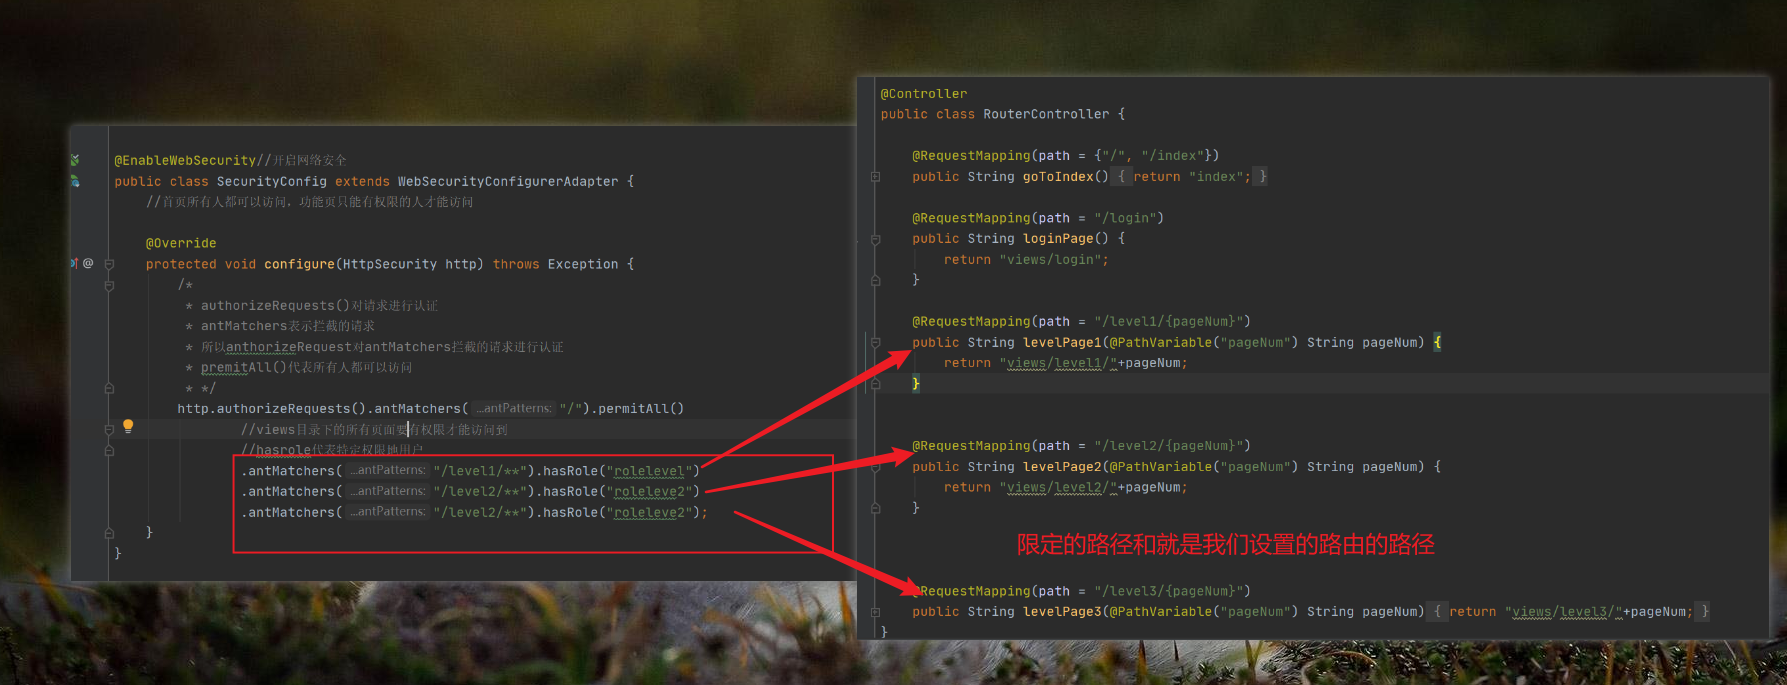 @EnableWebSecurity//开启网络安全
public class SecurityConfig extends WebSecurityConfigurerAdapter {
//首页所有人都可以访问，功能页只能有权限的人才能访问
@Override
protected void configure(HttpSecurity http) throws Exception {
/*
* authorizeRequests()对请求进行认证
* antMatchers表示拦截的请求
* 所以anthorizeRequest对antMatchers拦截的请求进行认证
* premitAll()代表所有人都可以访问
* */
http.authorizeRequests().antMatchers( ...antPatterns: "/").permitAll()
//views目录下的所有页面要有权限才能访问到
//hasrole代表特定权限地用户
.antMatchers( ...antPatterns: "/level1/**").hasRole("rolelevel")
.antMatchers( ...antPatterns: "/level2/**").hasRole("roleleve2")
.antMatchers( ...antPatterns: "/level2/**").hasRole("roleleve2");
}
}
@Controller
public class RouterController {
@RequestMapping(path = {"/", "/index"})
public String goToIndex() { return "index"; }
@RequestMapping(path = "/login")
public String loginPage() {
return "views/login";
}
@RequestMapping(path = "/level1/{pageNum}")
public String levelPage1(@PathVariable("pageNum") String pageNum) {
return "views/level1/"+pageNum;
}
@RequestMapping(path = "/level2/{pageNum}")
public String levelPage2(@PathVariable("pageNum") String pageNum) {
return "views/level2/"+pageNum;
}
限定的路径和就是我们设置的路由的路径
@RequestMapping(path = "/level3/{pageNum}")
public String levelPage3(@PathVariable("pageNum") String pageNum) { return "views/level3/"+pageNum; }
}